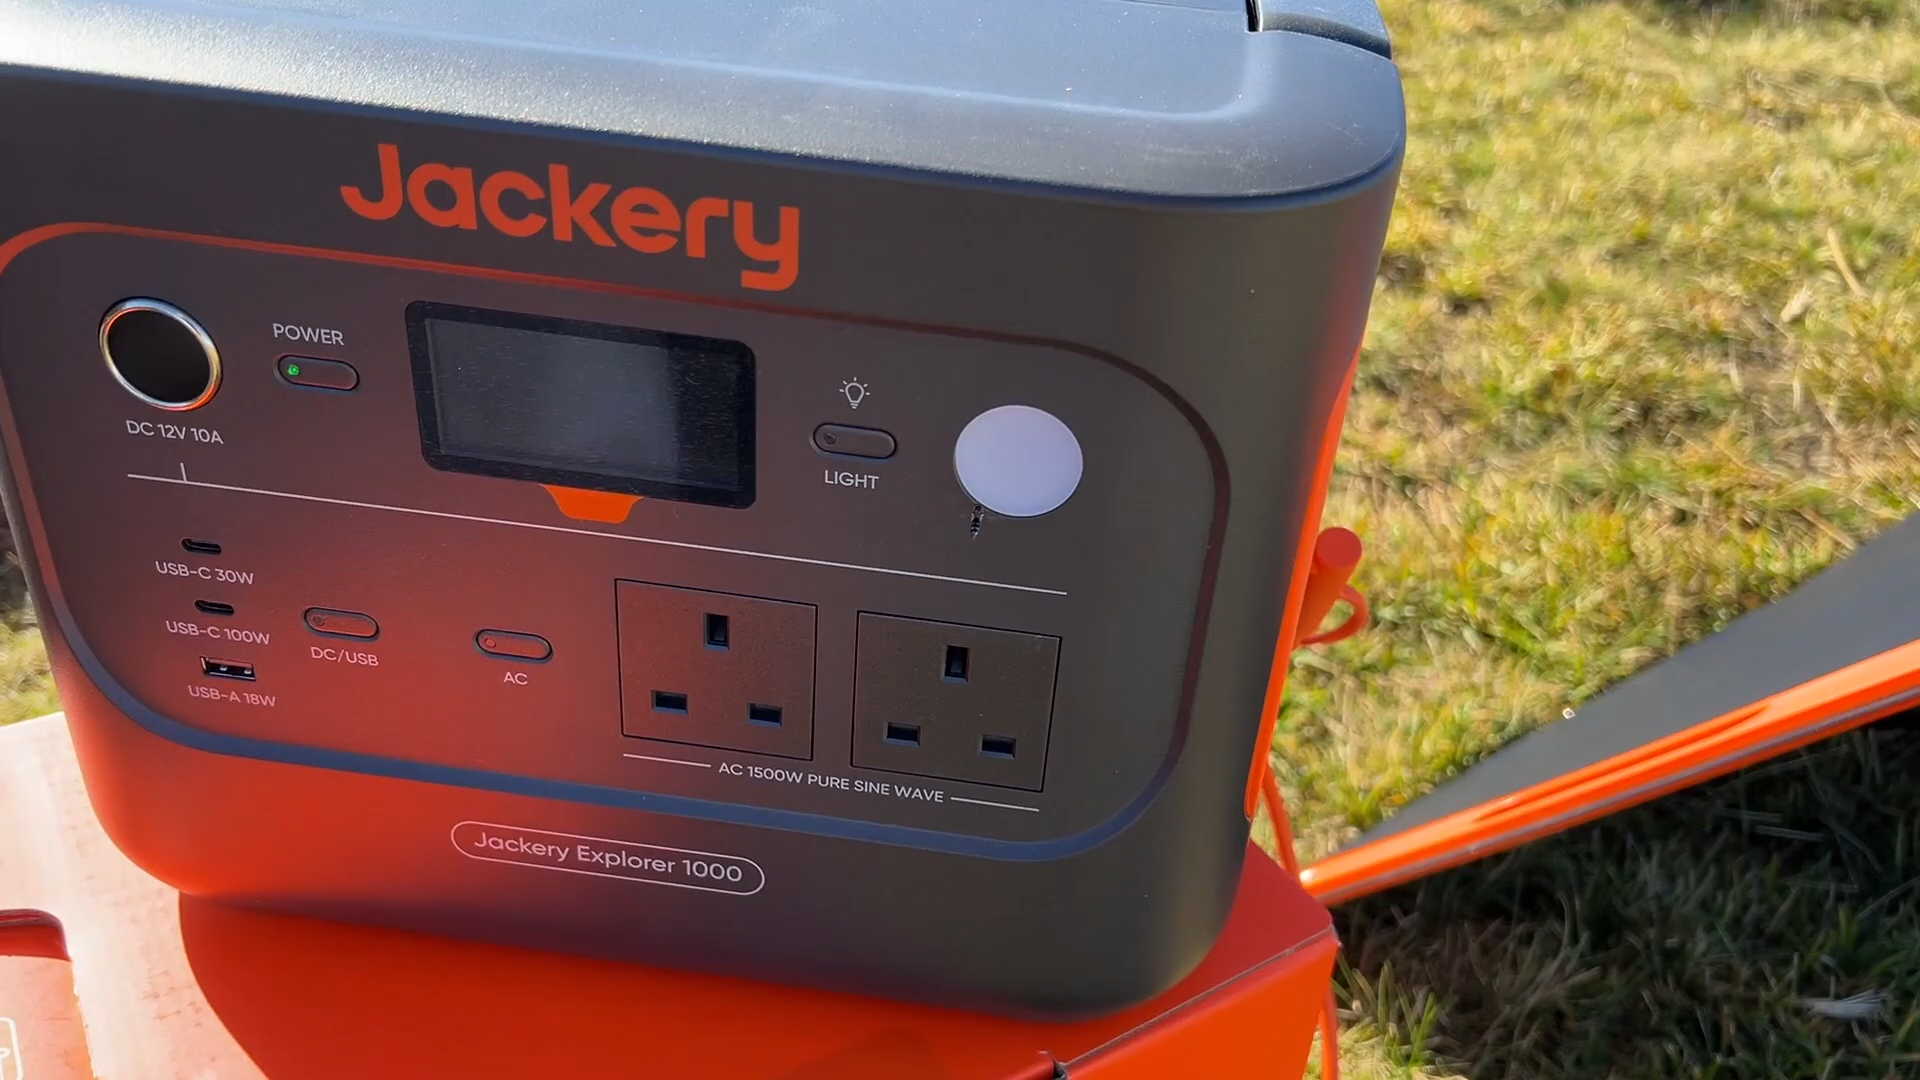 Jackery
POWER
DC 12V 10A
LIGHT
USB-C 30W
USB-C 100W
DC/USB
USB-A 18W
AC
AC 1500W PURE SINE WAVE
Jackery Explorer 1000